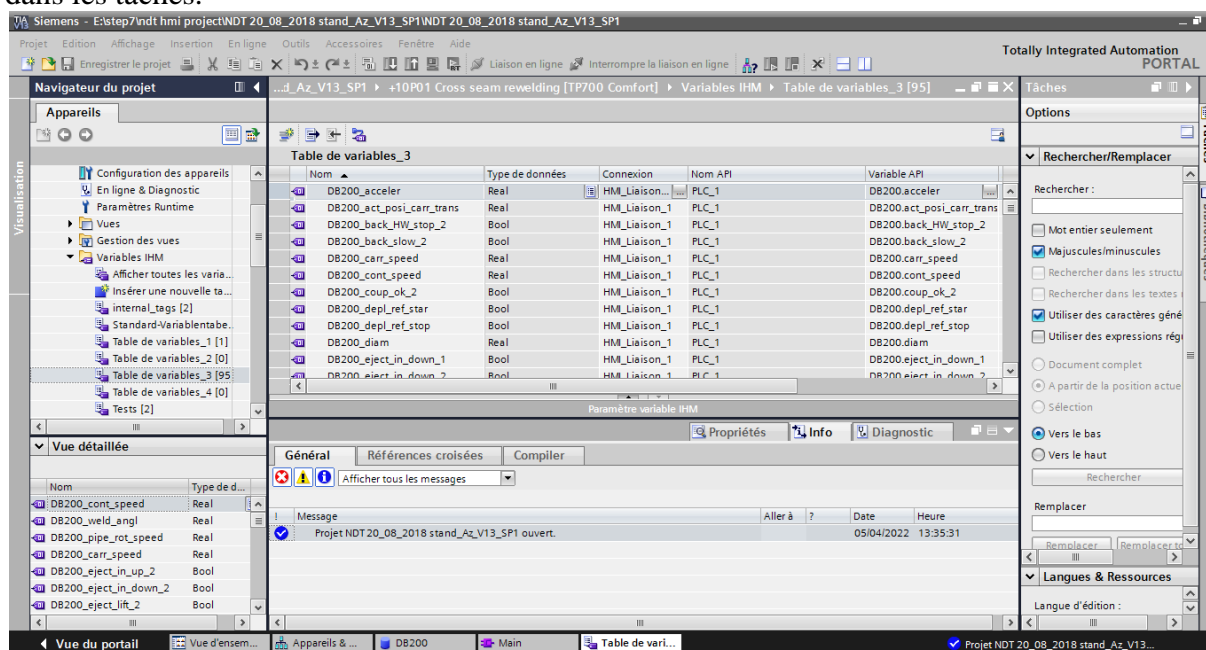 dans les tâches.
Siemens - E:\step7\ndt hmi project\NDT 20_08_2018 stand_Az_V13_SP1\NDT 20_08_2018 stand_Az_V13_SP1
Projet Edition Affichage Insertion En ligne Outils Accessoires Fenêtre Aide
Totally Integrated Automation
PORTAL
Enregistrer le projet Liaison en ligne Interrompre la liaison en ligne
Navigateur du projet
...d_Az_V13_SP1 ▸ +10P01 Cross seam rewelding [TP700 Comfort] ▸ Variables IHM ▸ Table de variables_3 [95]
Tâches
Appareils
Options
Visualisation
Configuration des appareils
En ligne & Diagnostic
Paramètres Runtime
Vues
Gestion des vues
Variables IHM
Afficher toutes les varia...
Insérer une nouvelle ta...
internal_tags [2]
Standard-Variablentabe..
Table de variables_1 [1]
Table de variables_2 [0]
Table de variables_3 [95
Table de variables_4 [0]
Tests [2]
Table de variables_3
Nom Type de données Connexion Nom API Variable API
DB200_acceler Real HMI_Liaison... PLC_1 DB200.acceler
DB200_act_posi_carr_trans Real HMI_Liaison_1 PLC_1 DB200.act_posi_carr_trans
DB200_back_HW_stop_2 Bool HMI_Liaison_1 PLC_1 DB200.back_HW_stop_2
DB200_back_slow_2 Bool HMI_Liaison_1 PLC_1 DB200.back_slow_2
DB200_carr_speed Real HMI_Liaison_1 PLC_1 DB200.carr_speed
DB200_cont_speed Real HMI_Liaison_1 PLC_1 DB200.cont_speed
DB200_coup_ok_2 Bool HMI_Liaison_1 PLC_1 DB200.coup_ok_2
DB200_depl_ref_star Bool HMI_Liaison_1 PLC_1 DB200.depl_ref_star
DB200_depl_ref_stop Bool HMI_Liaison_1 PLC_1 DB200.depl_ref_stop
DB200_diam Real HMI_Liaison_1 PLC_1 DB200.diam
DB200_eject_in_down_1 Bool HMI_Liaison_1 PLC_1 DB200.eject_in_down_1
DB200_eject_in_down_2 Bool HMI_Liaison_1 PLC_1 DB200.eject_in_down_2
Paramètre variable IHM
Rechercher/Remplacer
Rechercher :
Mot entier seulement
Majuscules/minuscules
Rechercher dans les structu
Rechercher dans les textes
Utiliser des caractères géné
Utiliser des expressions rég
Document complet
A partir de la position actue
Sélection
Vers le bas
Vers le haut
Rechercher
Remplacer
Remplacer Remplacer to
Langues & Ressources
Langue d'édition :
Vue détaillée
Nom Type de d...
DB200_cont_speed Real
DB200_weld_angl Real
DB200_pipe_rot_speed Real
DB200_carr_speed Real
DB200_eject_in_up_2 Bool
DB200_eject_in_down_2 Bool
DB200_eject_lift_2 Bool
Propriétés Info Diagnostic
Général Références croisées Compiler
Afficher tous les messages
! Message Aller à ? Date Heure
Projet NDT 20_08_2018 stand_Az_V13_SP1 ouvert. 05/04/2022 13:35:31
Vue du portail Vue d'ensem... Appareils & ... DB200 Main Table de vari... Projet NDT 20_08_2018 stand_Az_V13...